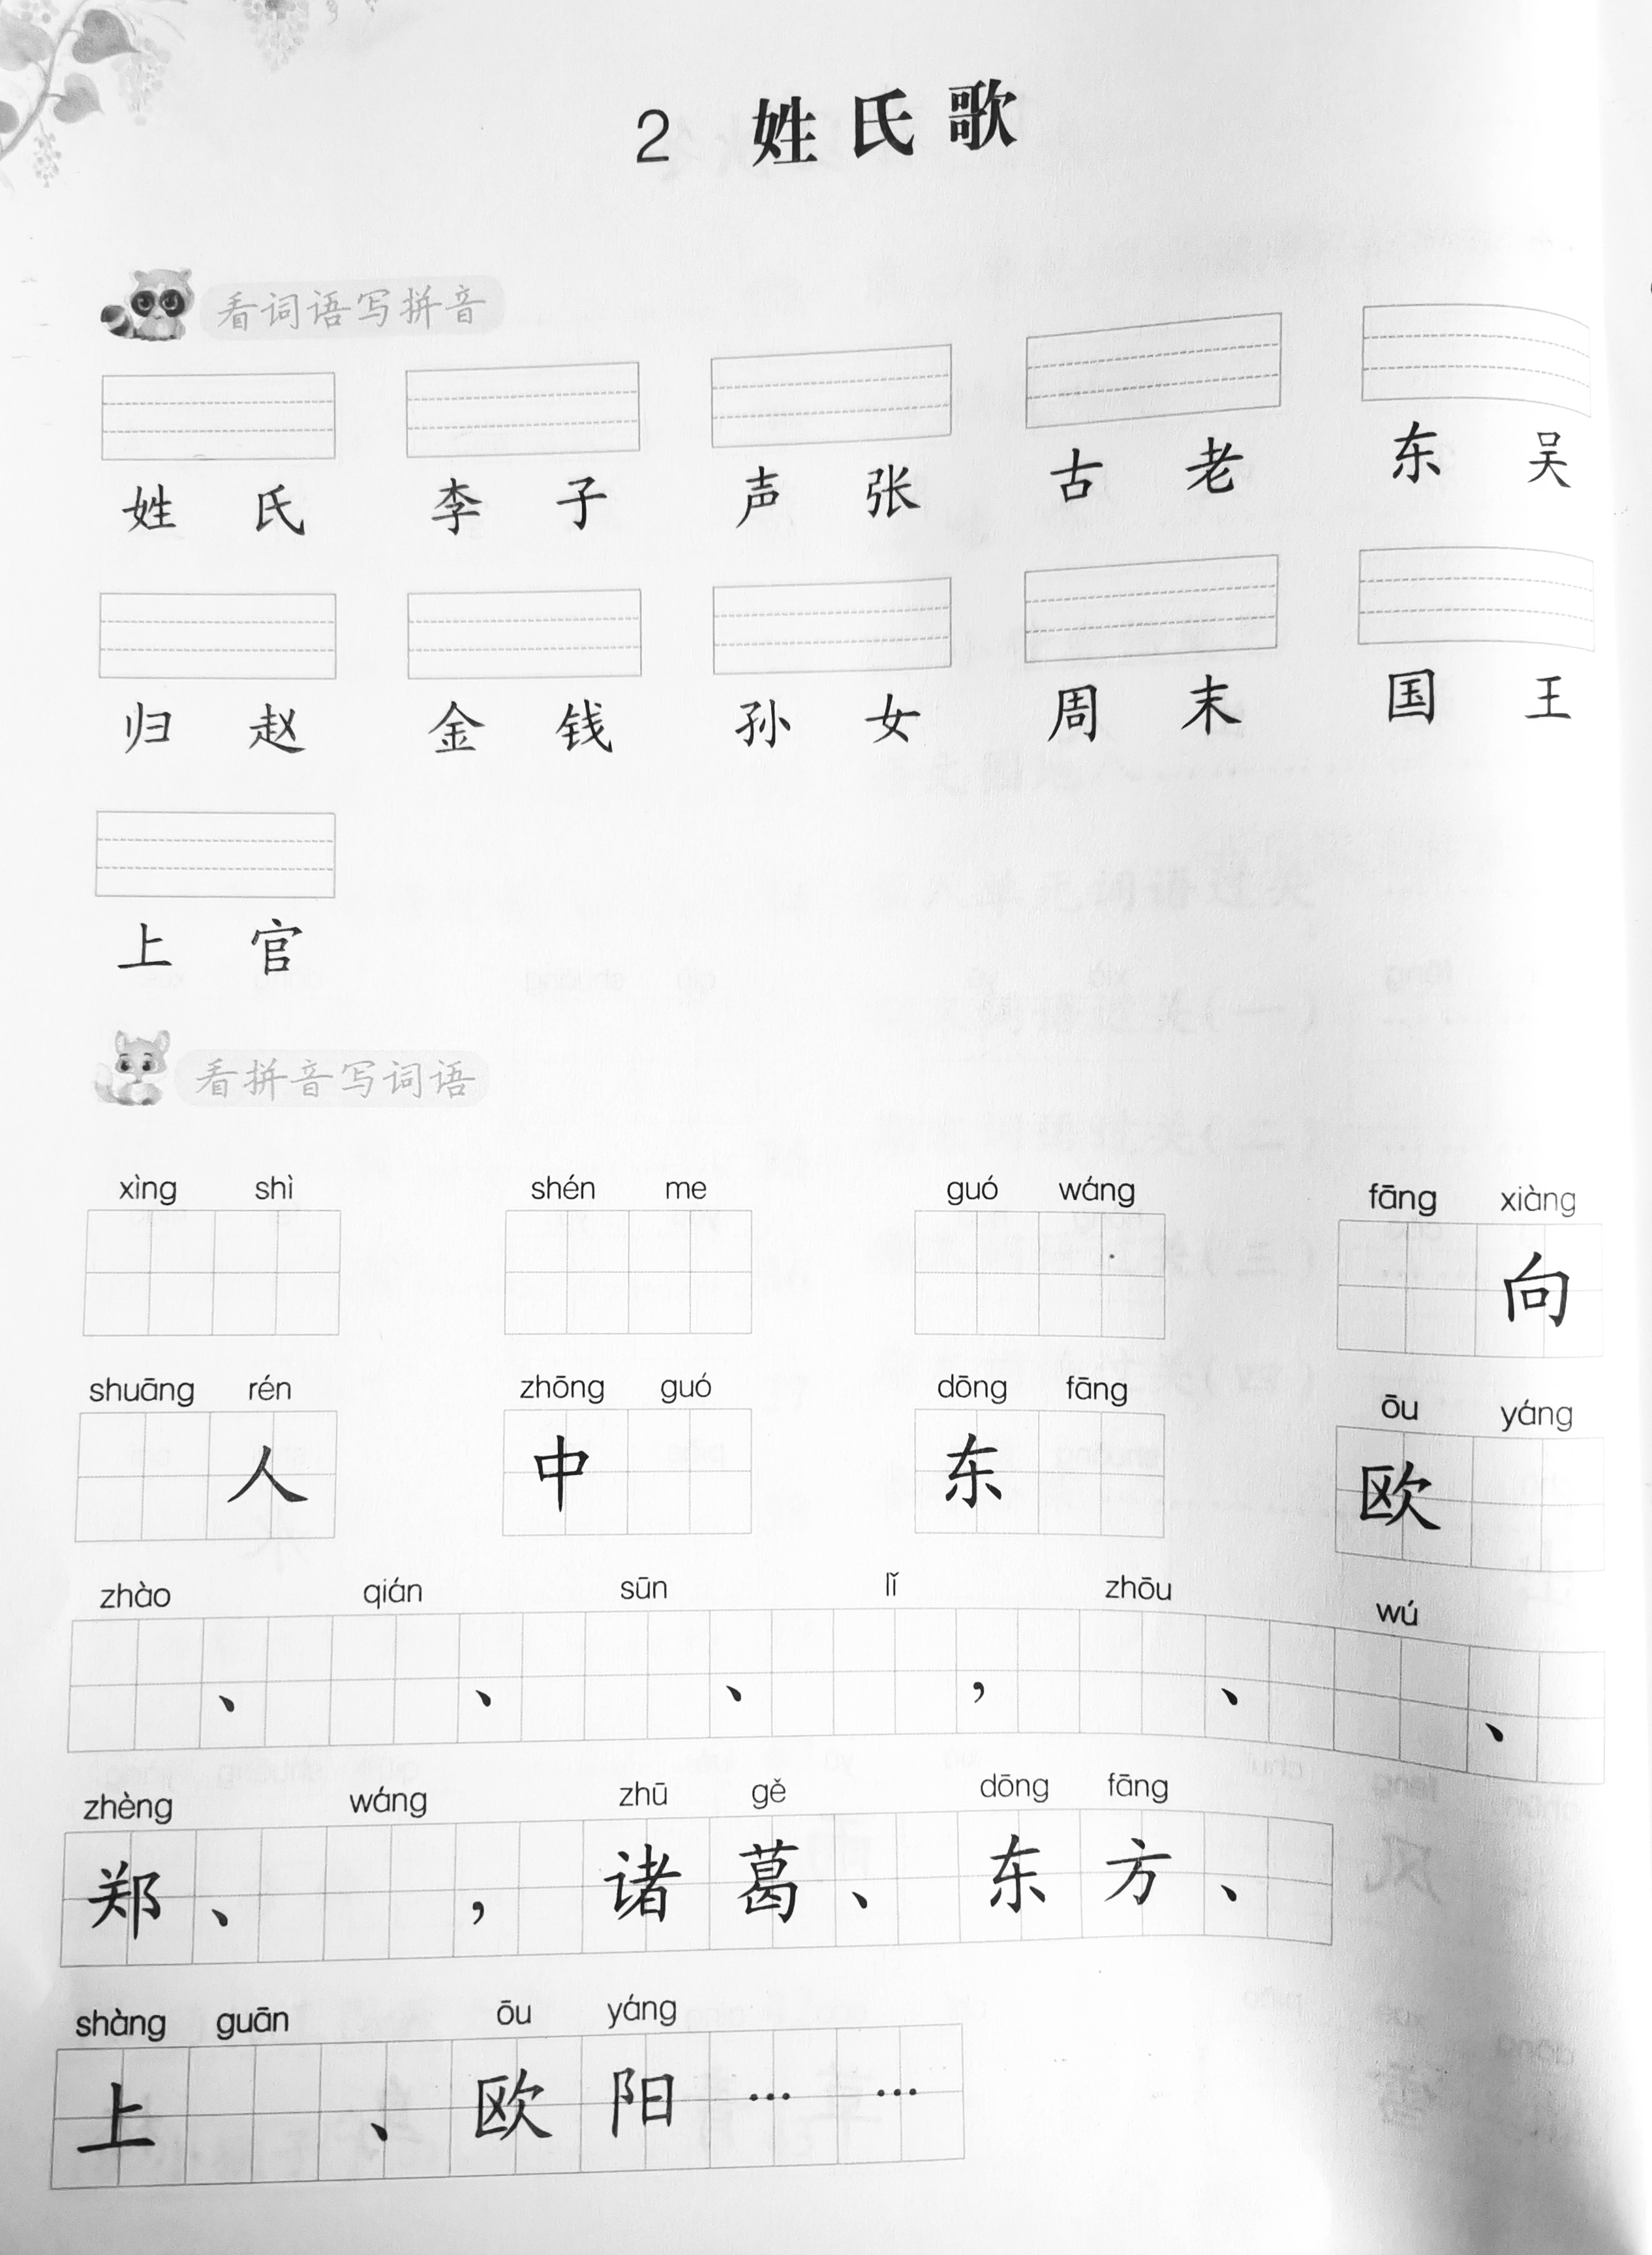 2 姓氏歌
看词语写拼音
姓氏 李子 声张 古老 东吴
归赵 金钱 孙女 周末 国王
上官
看拼音写词语
xìng shì shén me guó wáng fāng xiàng
向
shuāng rén zhōng guó dōng fāng ōu yáng
人 中 东 欧
zhào qián sūn lǐ zhōu wú
、 、 、 , 、 、
zhèng wáng zhū gě dōng fāng
郑、 , 诸葛、东方、
shàng guān ōu yáng
上 、欧阳……